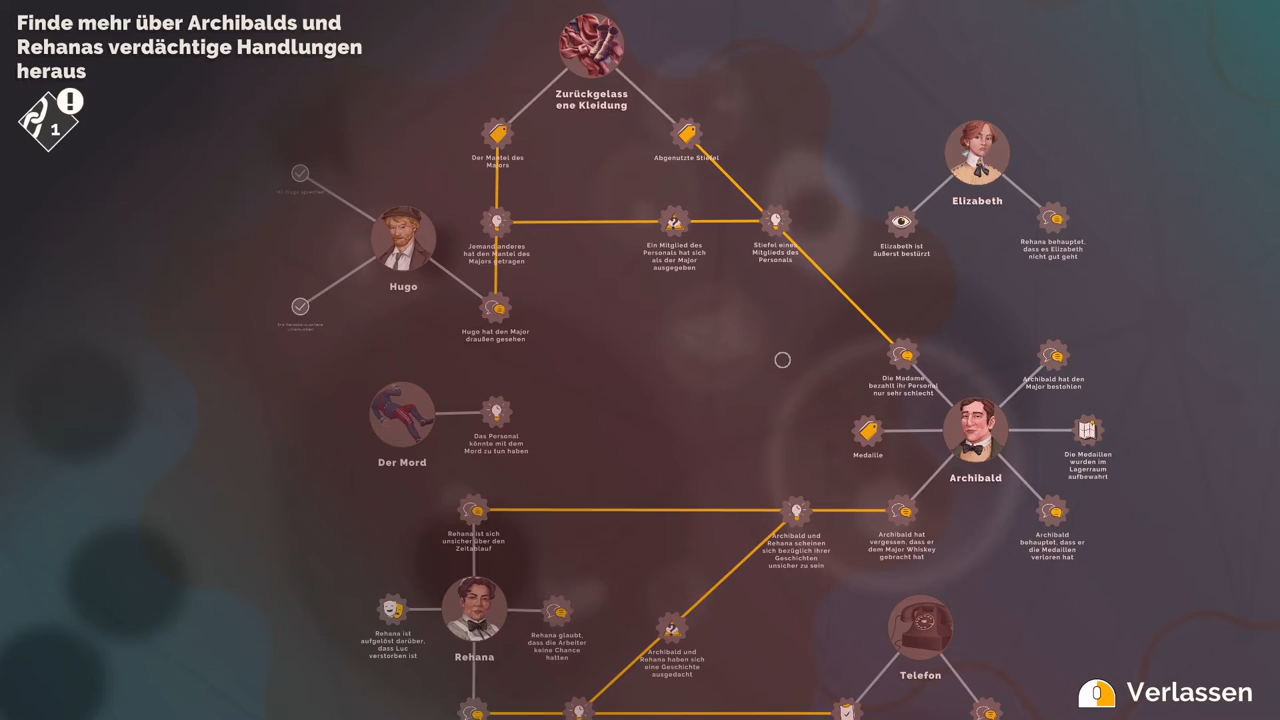 Finde mehr über Archibalds und
Rehanas verdächtige Handlungen
heraus
1
Zurückgelass
ene Kleidung
Der Mantel des
Majors
Abgenutzte Stiefel
Elizabeth
Hugo
Jemand anderes
hat den Mantel des
Majors getragen
Ein Mitglied des
Personals hat sich
als der Major
ausgegeben
Stiefel eines
Mitglieds des
Personals
Elizabeth ist
äußerst bestürzt
Rehana behauptet,
dass es Elizabeth
nicht gut geht
Hugo hat den Major
draußen gesehen
Die Madame
bezahlt ihr Personal
nur sehr schlecht
Archibald hat den
Major bestohlen
Das Personal
könnte mit dem
Mord zu tun haben
Der Mord
Medaille
Die Medaillen
wurden im
Lagerraum
aufbewahrt
Archibald
Rehana ist sich
unsicher über den
Zeitablauf
Archibald und
Rehana scheinen
sich bezüglich ihrer
Geschichten
unsicher zu sein
Archibald hat
vergessen, dass er
dem Major Whiskey
gebracht hat
Archibald
behauptet, dass er
die Medaillen
verloren hat
Rehana ist
aufgelöst darüber,
dass Luc
verstorben ist
Rehana
Rehana glaubt,
dass die Arbeiter
keine Chance
hatten
Archibald und
Rehana haben sich
eine Geschichte
ausgedacht
Telefon
Verlassen